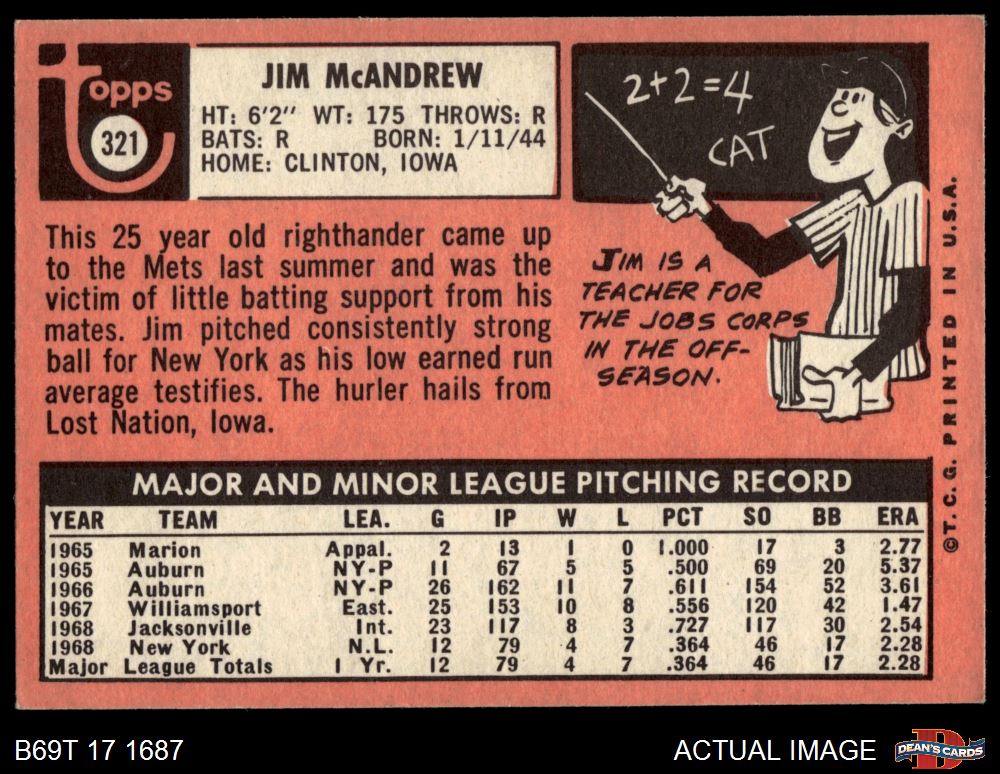 Topps
321
JIM McANDREW
HT: 6'2" WT: 175 THROWS: R
BATS: R BORN: 1/11/44
HOME: CLINTON, IOWA
2+2=4
CAT
This 25 year old righthander came up
to the Mets last summer and was the
victim of little batting support from his
mates. Jim pitched consistently strong
ball for New York as his low earned run
average testifies. The hurler hails from
Lost Nation, Iowa.
JIM IS A
TEACHER FOR
THE JOBS CORPS
IN THE OFF-
SEASON.
©T. C. G. PRINTED IN U.S.A.
MAJOR AND MINOR LEAGUE PITCHING RECORD
YEAR TEAM LEA. G IP W L PCT SO BB ERA
1965 Marion Appal. 2 13 1 0 1.000 17 3 2.77
1965 Auburn NY-P 11 67 5 5 .500 69 20 5.37
1966 Auburn NY-P 26 162 11 7 .611 154 52 3.61
1967 Williamsport East. 25 153 10 8 .556 120 42 1.47
1968 Jacksonville Int. 23 117 8 3 .727 117 30 2.54
1968 New York N.L. 12 79 4 7 .364 46 17 2.28
Major League Totals 1 Yr. 12 79 4 7 .364 46 17 2.28
B69T 17 1687
ACTUAL IMAGE
D
DEAN'S CARDS